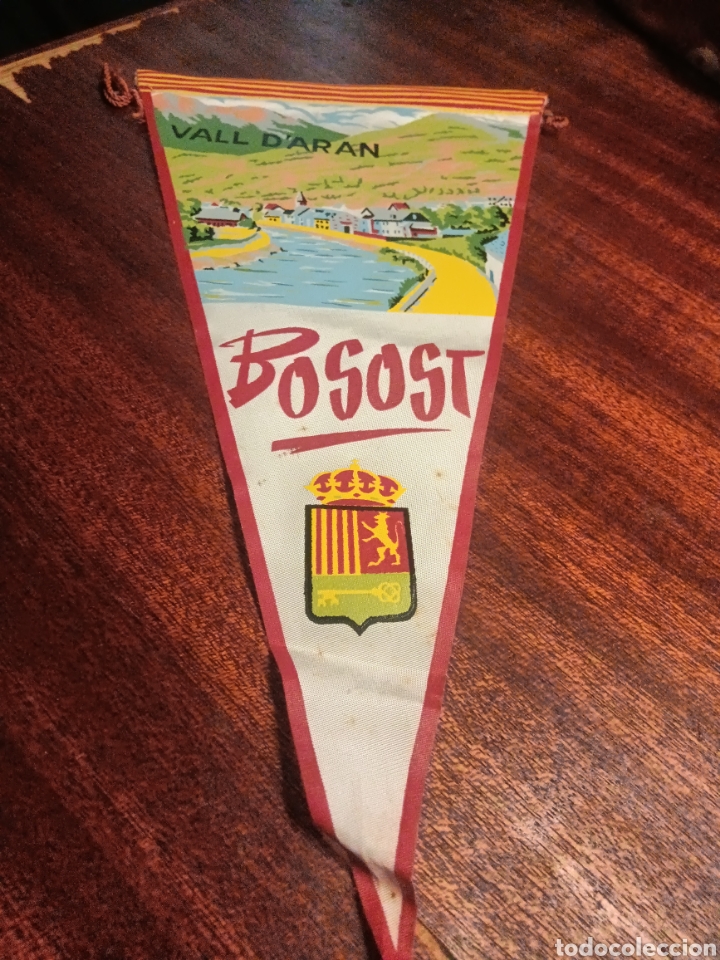 VALL D'ARAN
BOSOST
todocoleccion